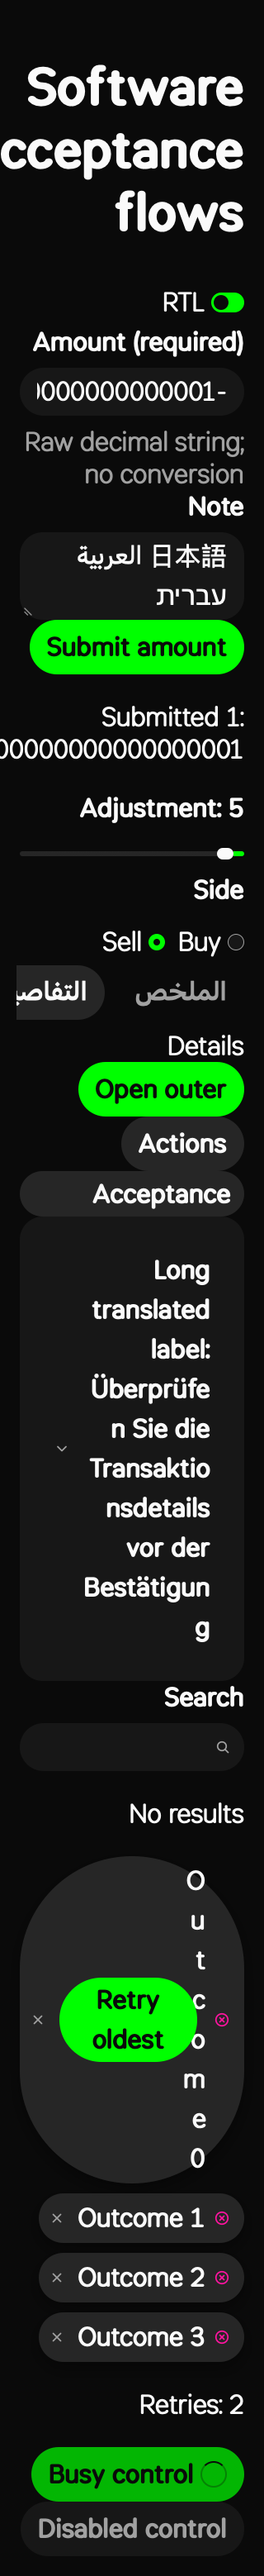 Software
cceptance
flows
RTL
Amount (required)
0000000000001-
Raw decimal string;
no conversion
Note
العربية 日本語
עברית
Submit amount
Submitted 1:
000000000000000001
Adjustment: 5
Side
Sell Buy
الملخص التفاصي
Details
Open outer
Actions
Acceptance
Long
translated
label:
Überprüfe
n Sie die
Transaktio
nsdetails
vor der
Bestätigun
g
Search
No results
Outcome 0
Retry
oldest
Outcome 1
Outcome 2
Outcome 3
Retries: 2
Busy control
Disabled control